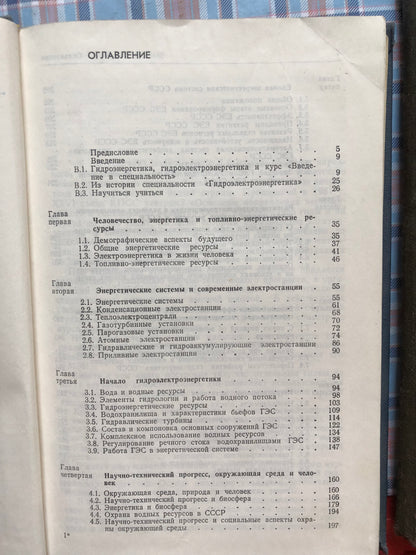 ОГЛАВЛЕНИЕ
Предисловие 5
Введение 9
В.1. Гидроэнергетика, гидроэлектроэнергетика и курс «Введе-
ние в специальность» 9
В.2. Из истории специальности «Гидроэлектроэнергетика» 25
В.3. Научиться учиться 26
Глава
первая
Человечество, энергетика и топливно-энергетические ре-
сурсы 35
1.1. Демографические аспекты будущего 35
1.2. Общие энергетические ресурсы 37
1.3. Электроэнергетика в жизни человека 41
1.4. Топливно-энергетические ресурсы 46
Глава
вторая
Энергетические системы и современные электростанции 55
2.1. Энергетические системы 55
2.2. Конденсационные электростанции 61
2.3. Теплоэлектроцентрали 68
2.4. Газотурбинные установки 70
2.5. Парогазовые установки 72
2.6. Атомные электростанции 74
2.7. Гидравлические и гидроаккумулирующие электростанции 86
2.8. Приливные электростанции 90
Глава
третья
Начало гидроэлектроэнергетики 94
3.1. Вода и водные ресурсы 94
3.2. Элементы гидрологии и работа водного потока 98
3.3. Гидроэнергетические ресурсы 103
3.4. Водохранилища и характеристики бьефов ГЭС 109
3.5. Гидравлические турбины 114
3.6. Состав и компоновка основных сооружений ГЭС 122
3.7. Комплексное использование водных ресурсов 134
3.8. Регулирование речного стока водохранилищами ГЭС 138
3.9. Работа ГЭС в энергетической системе 147
Глава
четвертая
Научно-технический прогресс, окружающая среда и чело-
век 160
4.1. Окружающая среда, природа и человек 160
4.2. Научно-технический прогресс и биосфера 166
4.3. Энергетика и биосфера 179
4.4. Охрана водных ресурсов в СССР 194
4.5. Научно-технический прогресс и социальные аспекты охра-
ны окружающей среды 197
1*